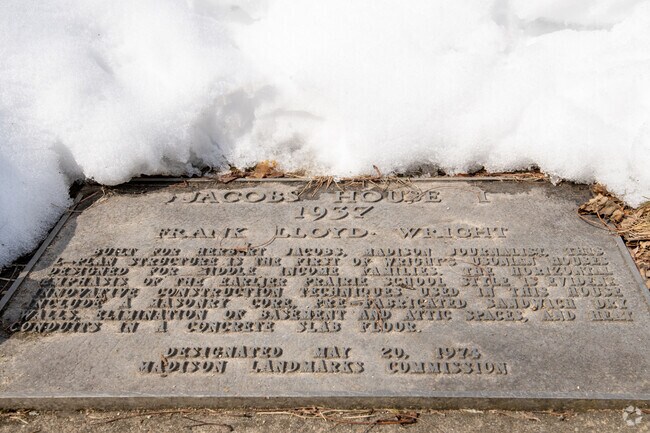 JACOBS HOUSE I
1937
FRANK LLOYD WRIGHT
BUILT FOR HERBERT JACOBS, MADISON JOURNALIST, THIS
STRUCTURE IS THE FIRST OF WRIGHT'S USONIAN HOUSES
DESIGNED FOR MIDDLE INCOME FAMILIES. THE HORIZONTAL
EMPHASIS OF THE EARLIER PRAIRIE SCHOOL STYLE IS EVIDENT.
INNOVATIVE CONSTRUCTION TECHNIQUES USED IN THE HOUSE
INCLUDE A MASONRY CORE, PRE-FABRICATED SANDWICH DRY
WALLS, ELIMINATION OF BASEMENT AND ATTIC SPACES, AND HEAT
CONDUITS IN A CONCRETE SLAB FLOOR.
DESIGNATED MAY 20, 1974
MADISON LANDMARKS COMMISSION